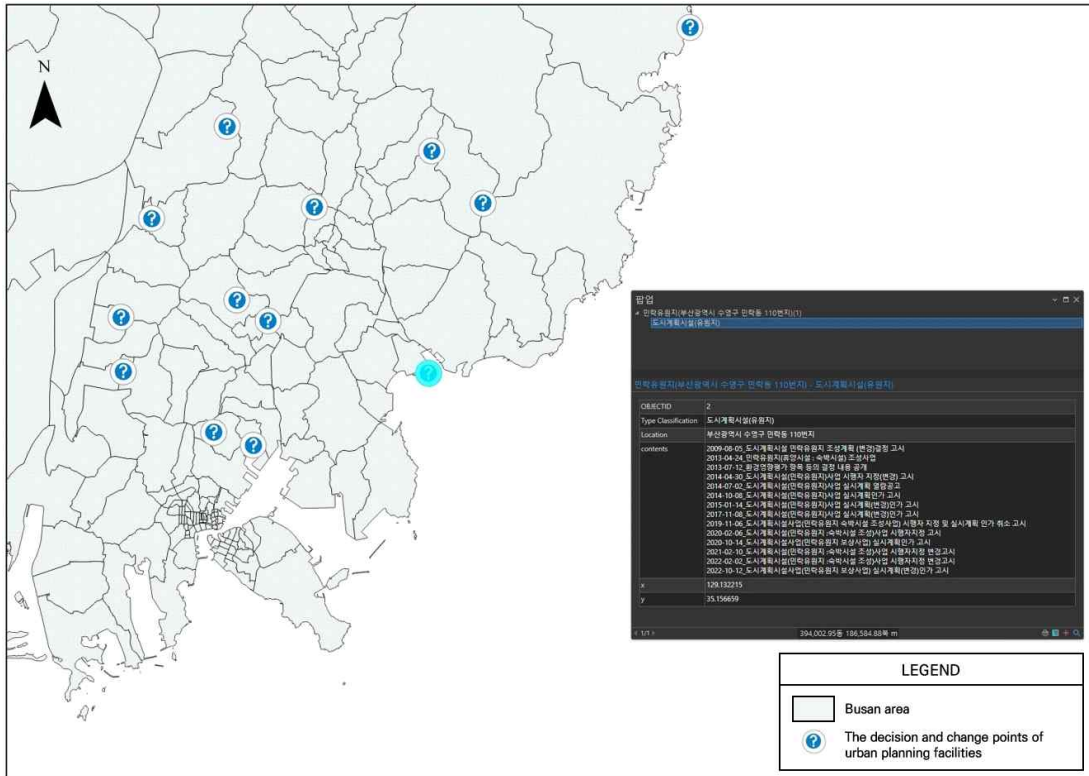 N
팝업
민락유원지(부산광역시 수영구 민락동 110번지)(1)
도시계획시설(유원지)
민락유원지(부산광역시 수영구 민락동 110번지) - 도시계획시설(유원지)
OBJECTID 2
Type Classification 도시계획시설(유원지)
Location 부산광역시 수영구 민락동 110번지
contents 2009-08-05_도시계획시설 민락유원지 조성계획 (변경)결정 고시
2013-04-24_민락유원지(휴양시설 : 숙박시설) 조성사업
2013-07-12_환경영향평가 항목 등의 결정 내용 공개
2014-04-30_도시계획시설(민락유원지)사업 시행자 지정(변경) 고시
2014-07-02_도시계획시설(민락유원지)사업 실시계획 열람공고
2014-10-08_도시계획시설(민락유원지)사업 실시계획인가 고시
2015-01-14_도시계획시설(민락유원지)사업 실시계획(변경)인가 고시
2017-11-08_도시계획시설(민락유원지)사업 실시계획(변경)인가 고시
2019-11-06_도시계획시설사업(민락유원지 숙박시설 조성사업) 시행자 지정 및 실시계획 인가 취소 고시
2020-02-06_도시계획시설(민락유원지 :숙박시설 조성)사업 시행자지정 고시
2020-10-14_도시계획시설사업(민락유원지 보상사업) 실시계획인가 고시
2021-02-10_도시계획시설(민락유원지 :숙박시설 조성)사업 시행자지정 변경고시
2022-02-02_도시계획시설(민락유원지 :숙박시설 조성)사업 시행자지정 변경고시
2022-10-12_도시계획시설사업(민락유원지 보상사업) 실시계획(변경)인가 고시
x 129.132215
y 35.156659
1/1
394,002.95동 186,584.88북 m
LEGEND
Busan area
The decision and change points of
urban planning facilities